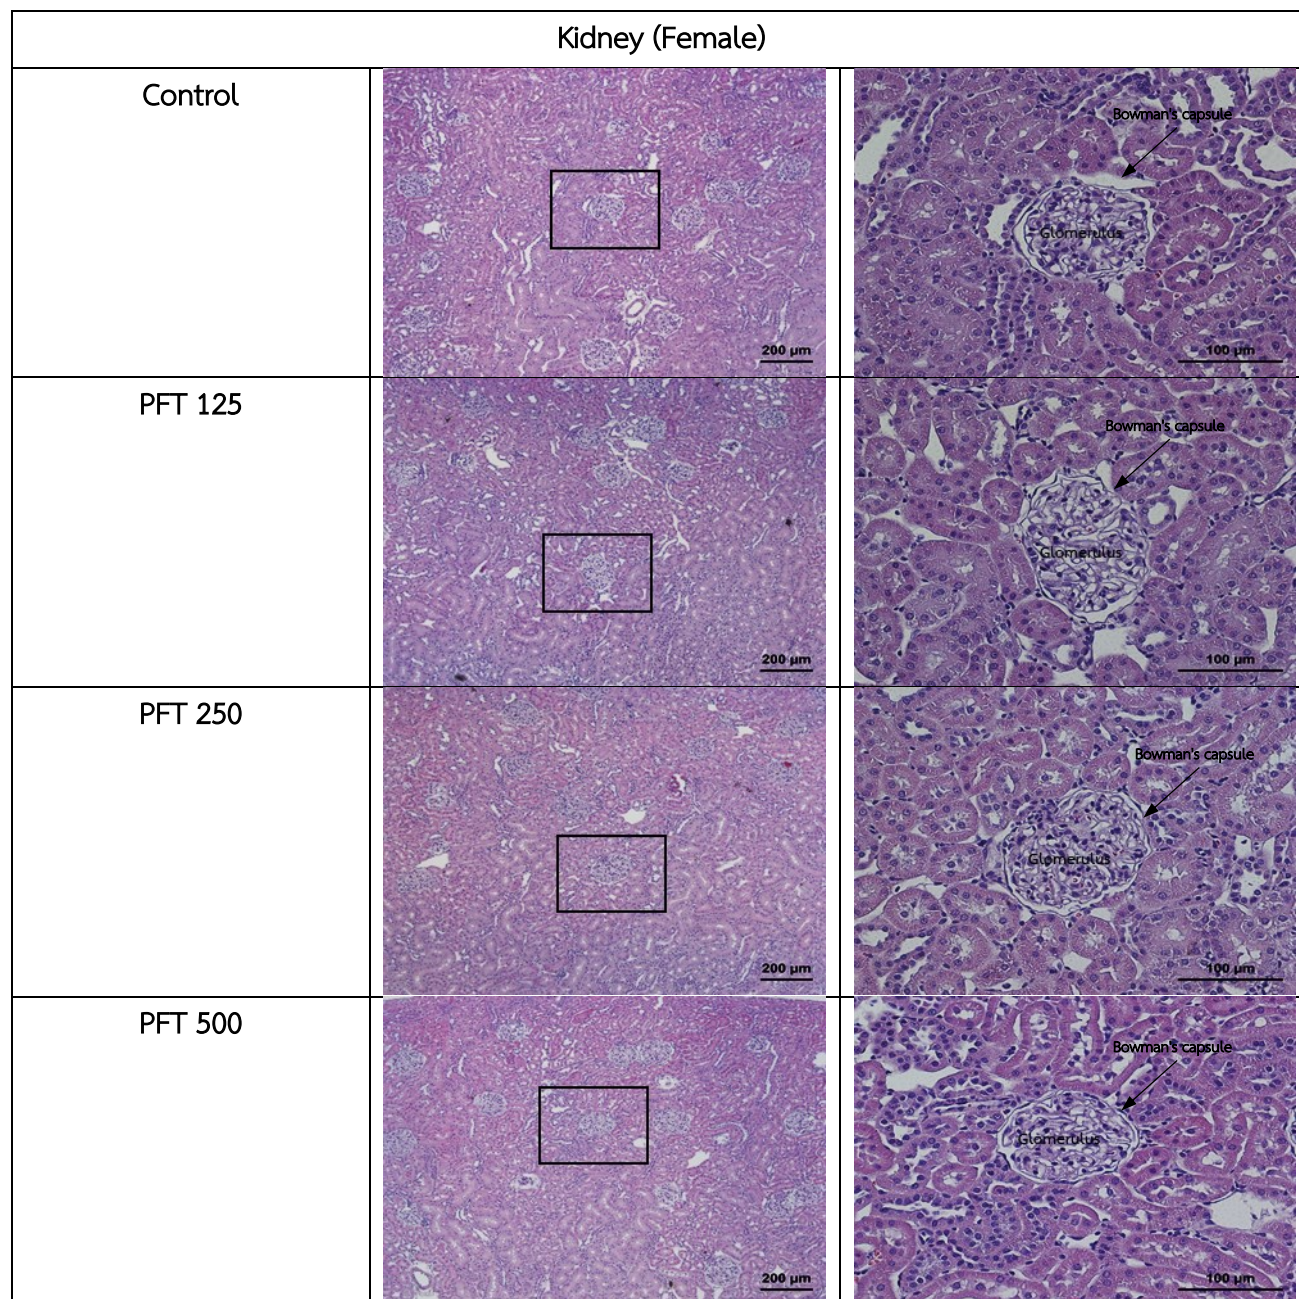 Kidney (Female)
Control
200 µm
Bowman's capsule
Glomerulus
100 µm
PFT 125
200 µm
Bowman's capsule
Glomerulus
100 µm
PFT 250
200 µm
Bowman's capsule
Glomerulus
100 µm
PFT 500
200 µm
Bowman's capsule
Glomerulus
100 µm